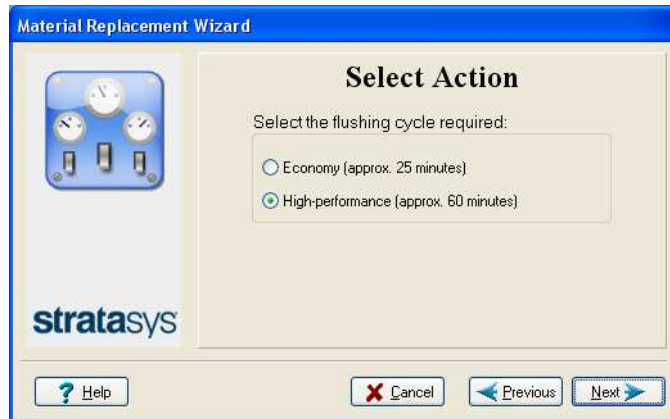 Material Replacement Wizard
Select Action
Select the flushing cycle required:
Economy (approx. 25 minutes)
High-performance (approx. 60 minutes)
stratasys
? Help
Cancel
Previous
Next